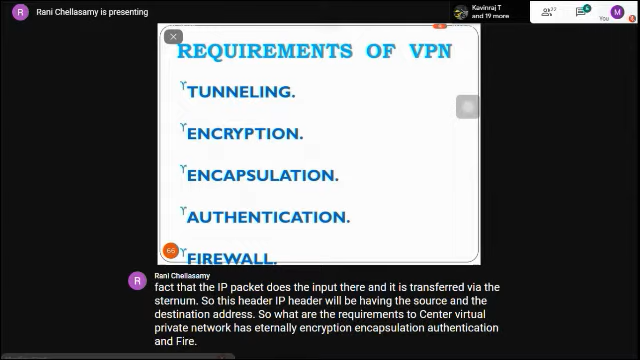 R Rani Chellasamy is presenting
Kavinraj T
and 19 more
22
6
You
M
REQUIREMENTS OF VPN
TUNNELING.
ENCRYPTION.
ENCAPSULATION.
AUTHENTICATION.
66
FIREWALL.
Rani Chellasamy
R
fact that the IP packet does the input there and it is transferred via the
sternum. So this header IP header will be having the source and the
destination address. So what are the requirements to Center virtual
private network has eternally encryption encapsulation authentication
and Fire.